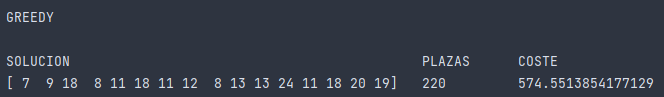 GREEDY
SOLUCION PLAZAS COSTE
[ 7  9 18  8 11 18 11 12  8 13 13 24 11 18 20 19] 220 574.5513854177129